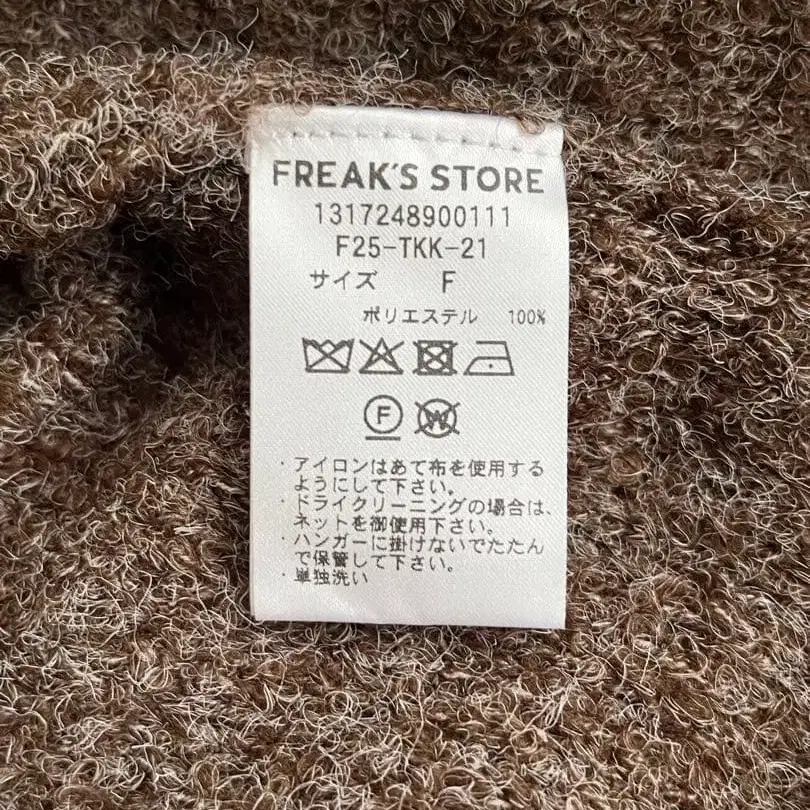 FREAK'S STORE
1317248900111
F25-TKK-21
サイズ F
ポリエステル 100%
F W
・アイロンはあて布を使用する
ようにして下さい。
・ドライクリーニングの場合は、
ネットを御使用下さい。
・ハンガーに掛けないでたたん
で保管して下さい。
・単独洗い